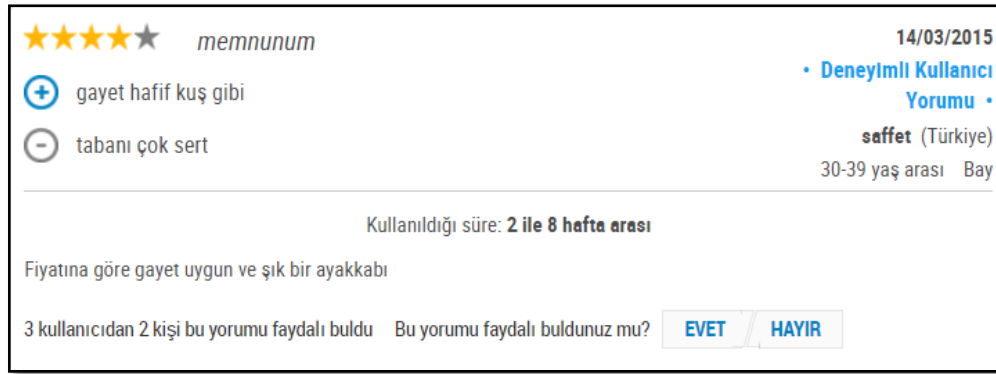 memnunum
14/03/2015
• Deneyimli Kullanıcı
Yorumu •
gayet hafif kuş gibi
tabanı çok sert
saffet (Türkiye)
30-39 yaş arası Bay
Kullanıldığı süre: 2 ile 8 hafta arası
Fiyatına göre gayet uygun ve şık bir ayakkabı
3 kullanıcıdan 2 kişi bu yorumu faydalı buldu Bu yorumu faydalı buldunuz mu? EVET HAYIR